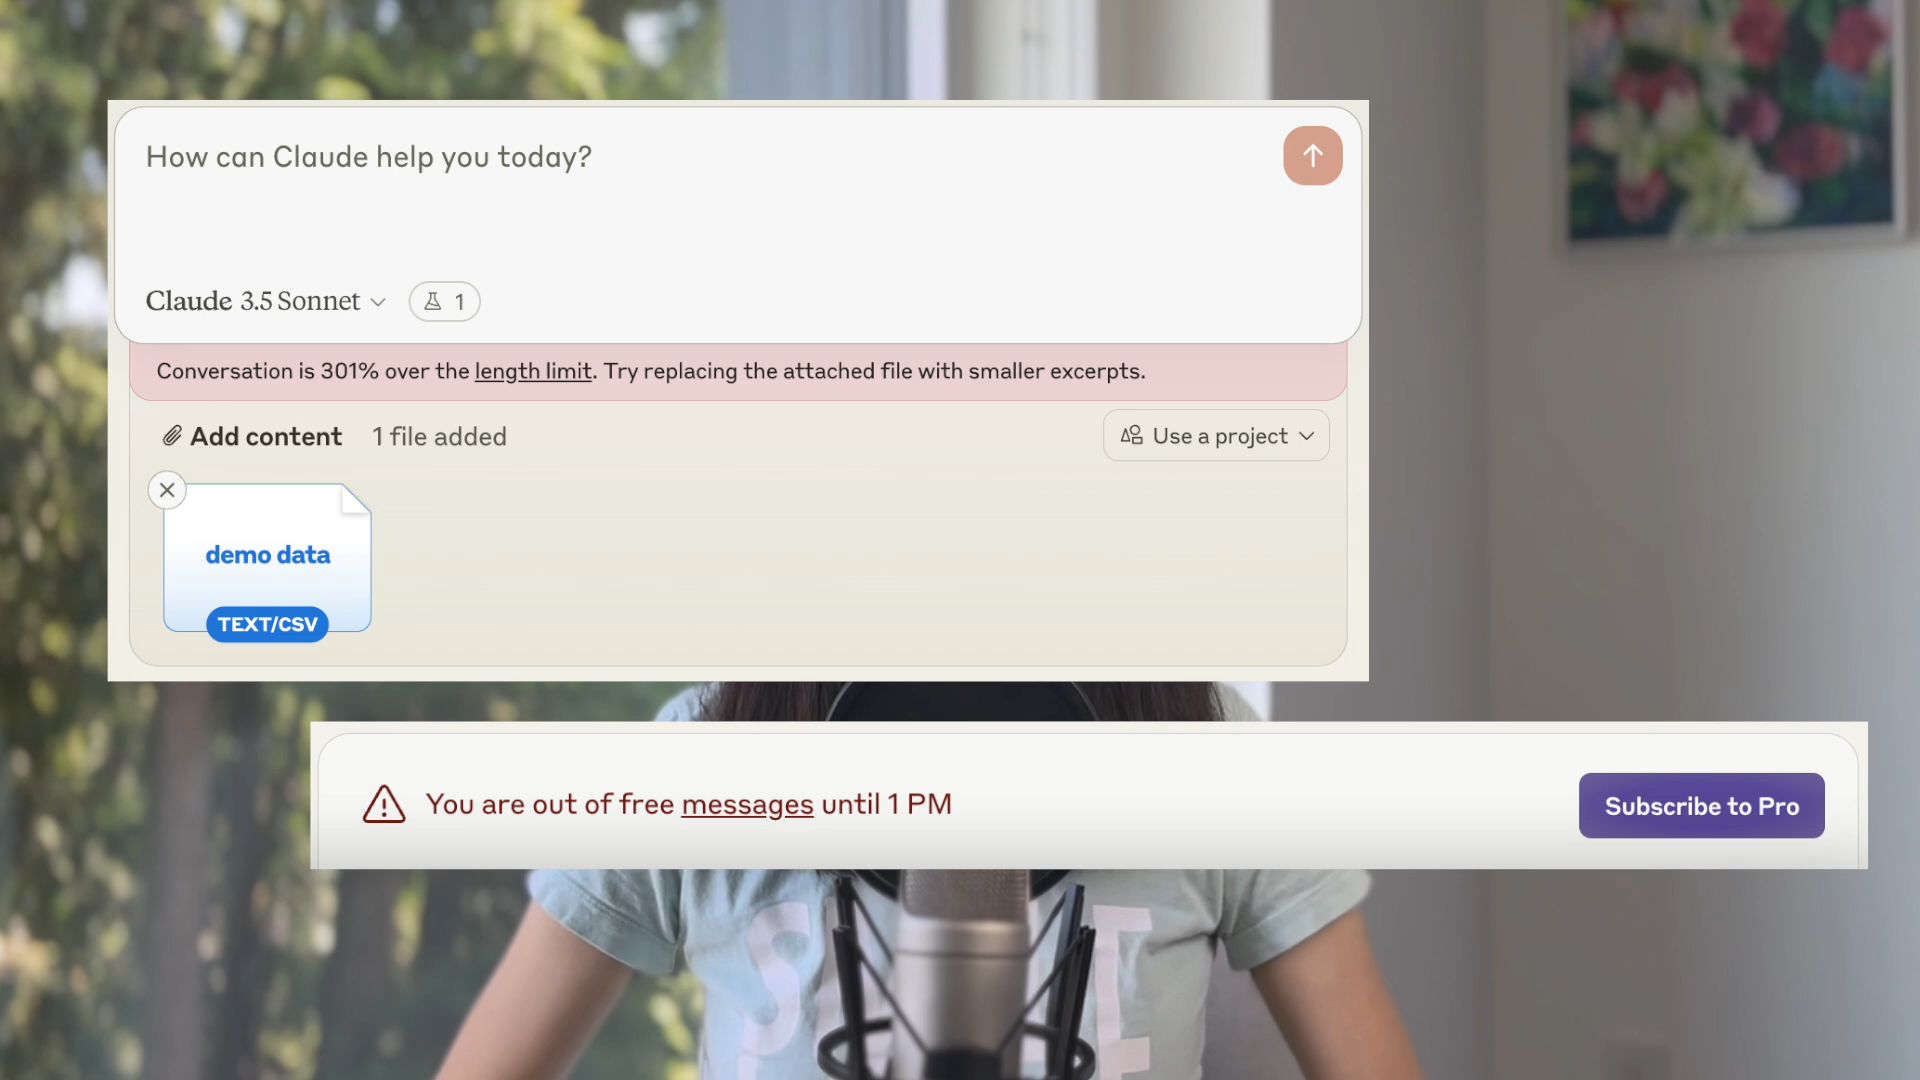 How can Claude help you today?
Claude 3.5 Sonnet
1
Conversation is 301% over the length limit. Try replacing the attached file with smaller excerpts.
Add content 1 file added
Use a project
demo data
TEXT/CSV
You are out of free messages until 1 PM
Subscribe to Pro